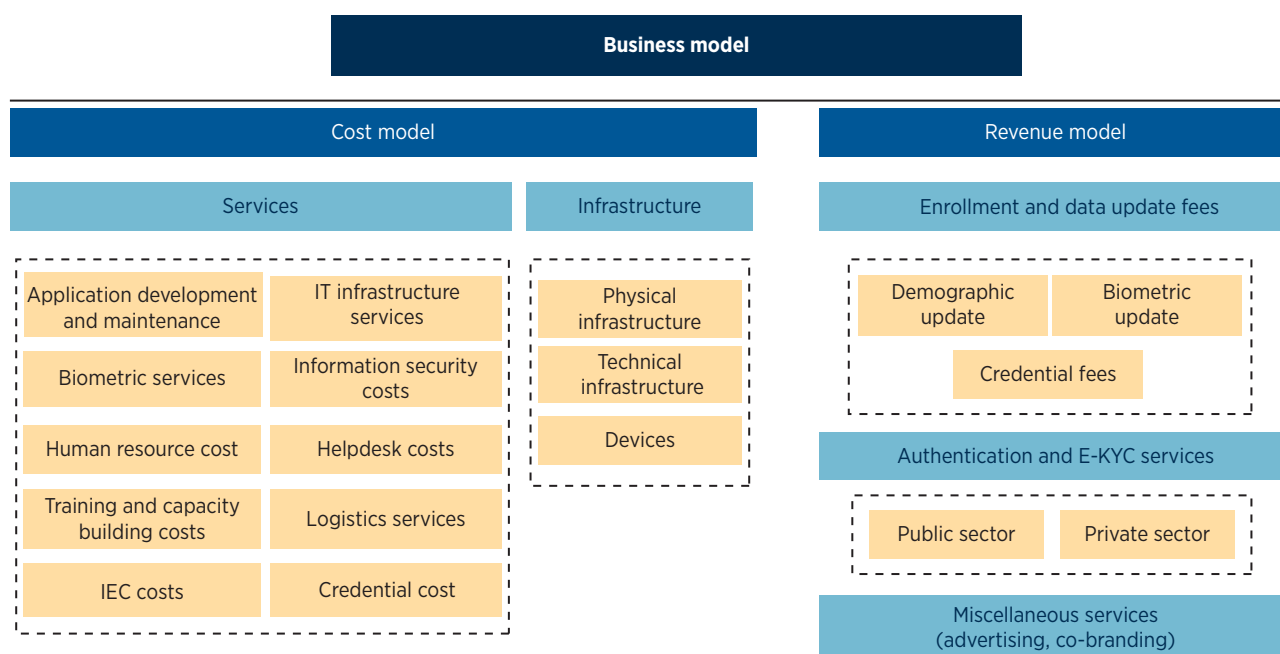 Business model
Cost model
Revenue model
Services
Infrastructure
Enrollment and data update fees
Application development
and maintenance
IT infrastructure
services
Biometric services
Information security
costs
Human resource cost
Helpdesk costs
Training and capacity
building costs
Logistics services
IEC costs
Credential cost
Physical
infrastructure
Technical
infrastructure
Devices
Demographic
update
Biometric
update
Credential fees
Authentication and E-KYC services
Public sector
Private sector
Miscellaneous services
(advertising, co-branding)